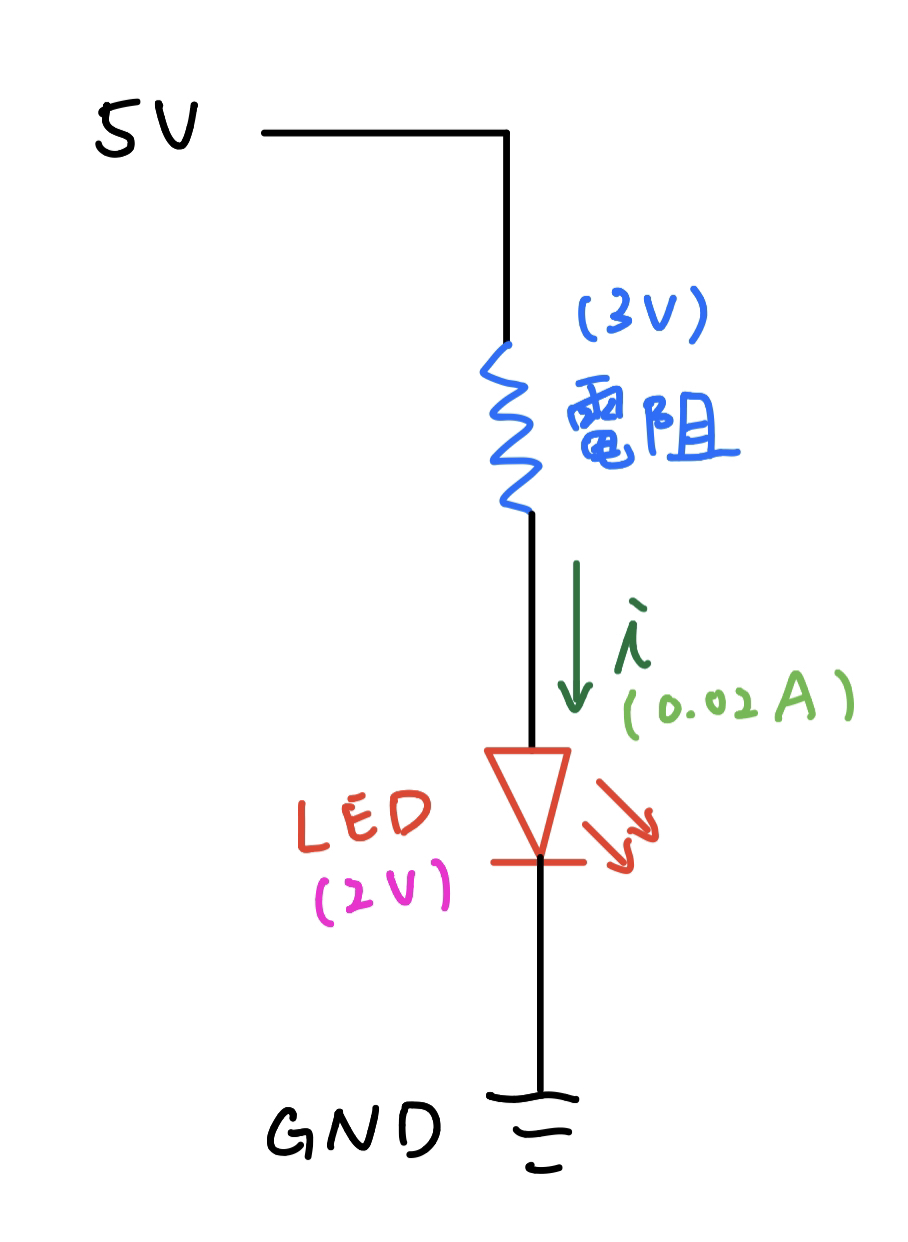 5V
(3V)
電阻
i
(0.02A)
LED
(2V)
GND